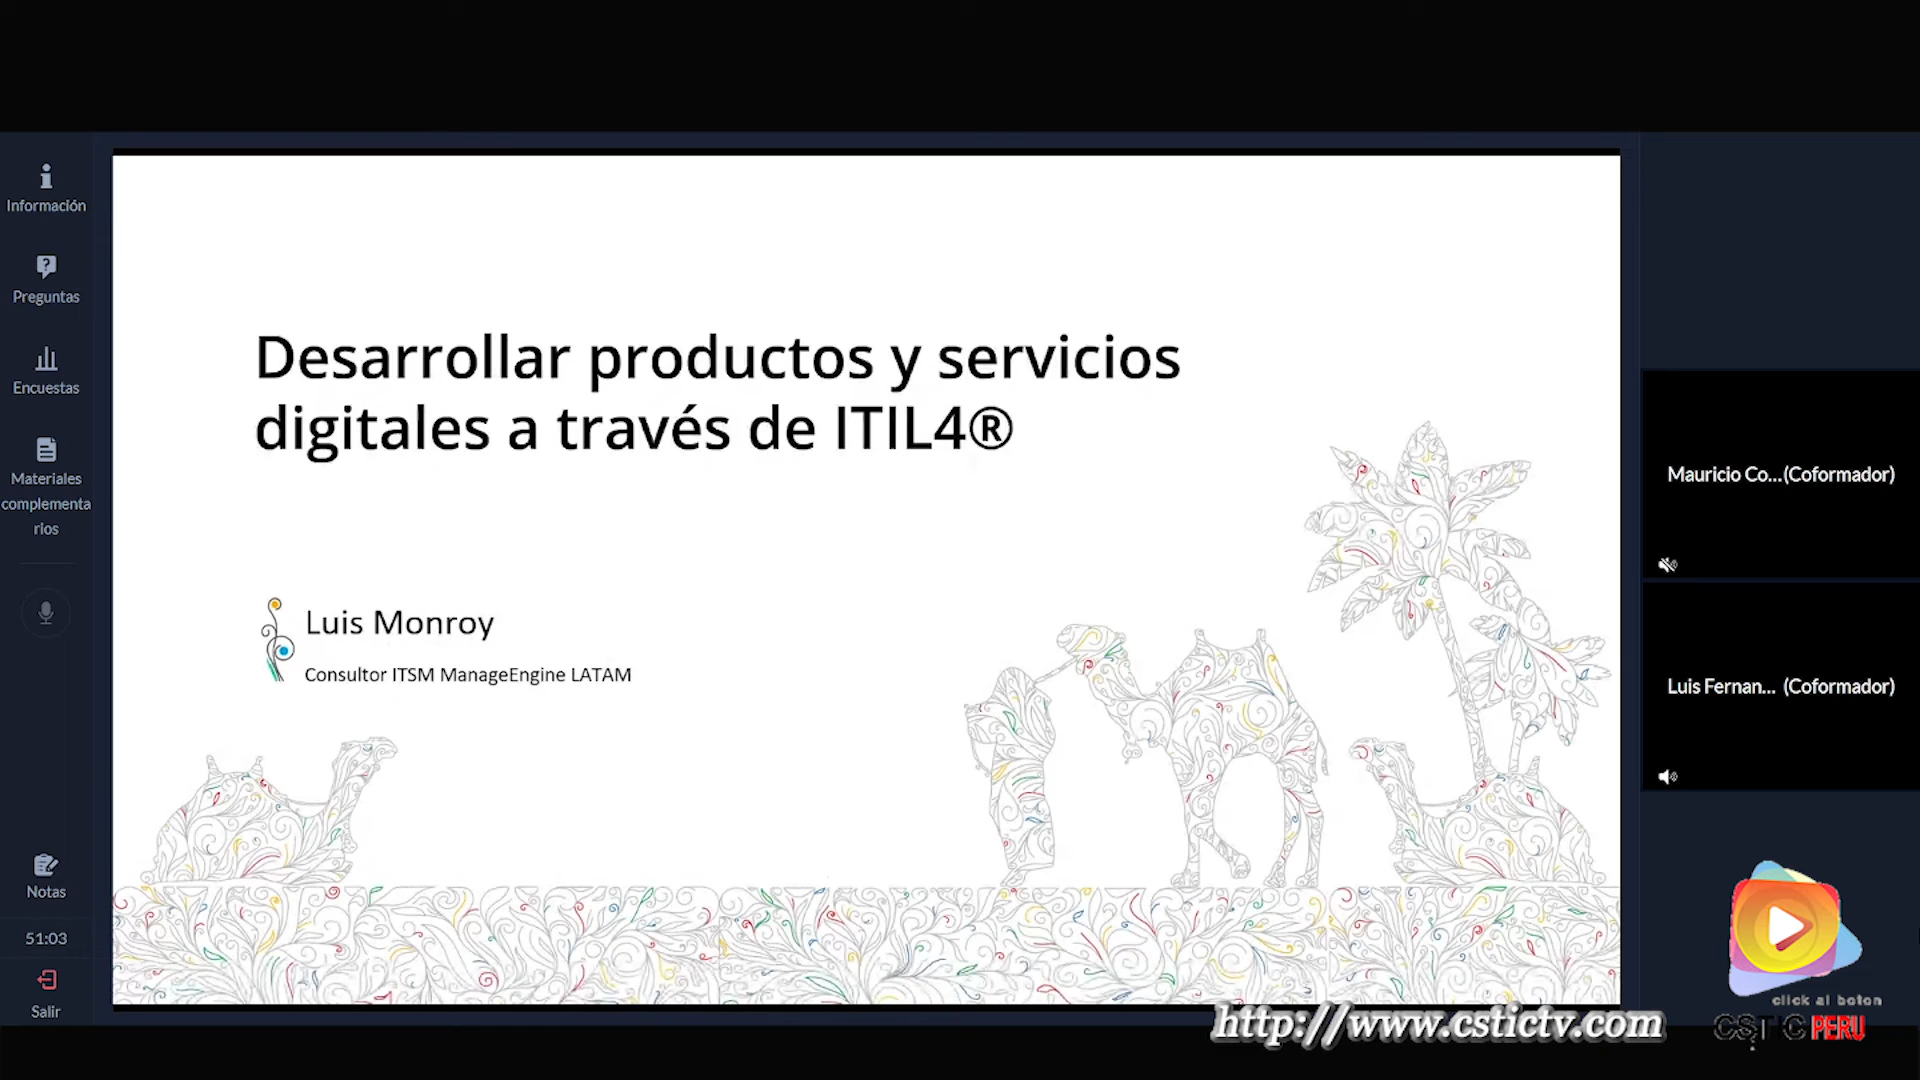 Información
Preguntas
Encuestas
Materiales
complementa
rios
Notas
51:03
Salir
Desarrollar productos y servicios
digitales a través de ITIL4®
Luis Monroy
Consultor ITSM ManageEngine LATAM
Mauricio Co...(Coformador)
Luis Fernan... (Coformador)
click al boton
CSTIC PERU
http://www.cstictv.com